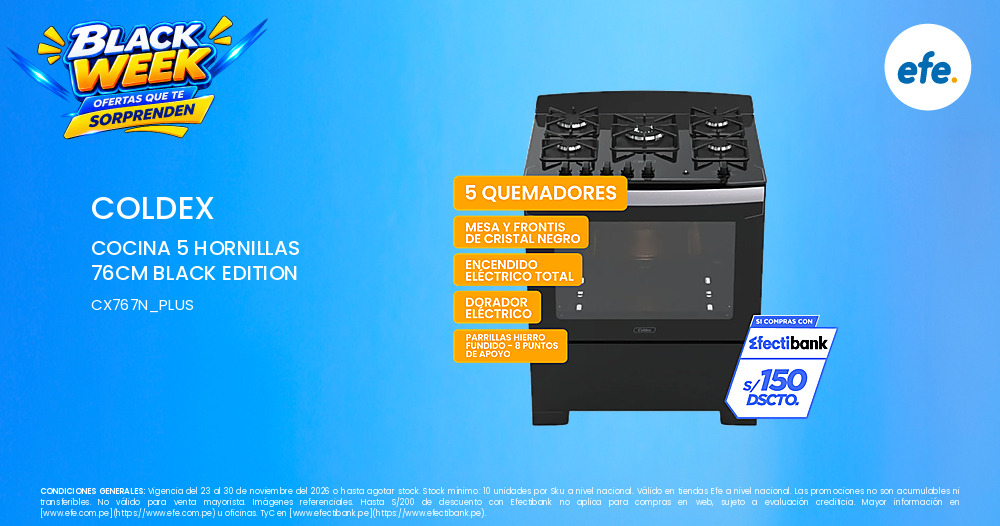 BLACK
WEEK
OFERTAS QUE TE
SORPRENDEN
efe.
COLDEX
COCINA 5 HORNILLAS
76CM BLACK EDITION
CX767N_PLUS
5 QUEMADORES
MESA Y FRONTIS
DE CRISTAL NEGRO
ENCENDIDO
ELÉCTRICO TOTAL
DORADOR
ELÉCTRICO
PARRILLAS HIERRO
FUNDIDO - 8 PUNTOS
DE APOYO
Coldex
SI COMPRAS CON
Efectibank
S/150
DSCTO.
CONDICIONES GENERALES: Vigencia del 23 al 30 de noviembre del 2026 o hasta agotar stock. Stock mínimo: 10 unidades por Sku a nivel nacional. Válido en tiendas Efe a nivel nacional. Las promociones no son acumulables ni
transferibles. No válido para venta mayorista. Imágenes referenciales. Hasta S/200 de descuento con Efectibank no aplica para compras en web, sujeto a evaluación crediticia. Mayor información en
[www.efe.com.pe](https://www.efe.com.pe) u oficinas. TyC en [www.efectibank.pe](https://www.efectibank.pe).